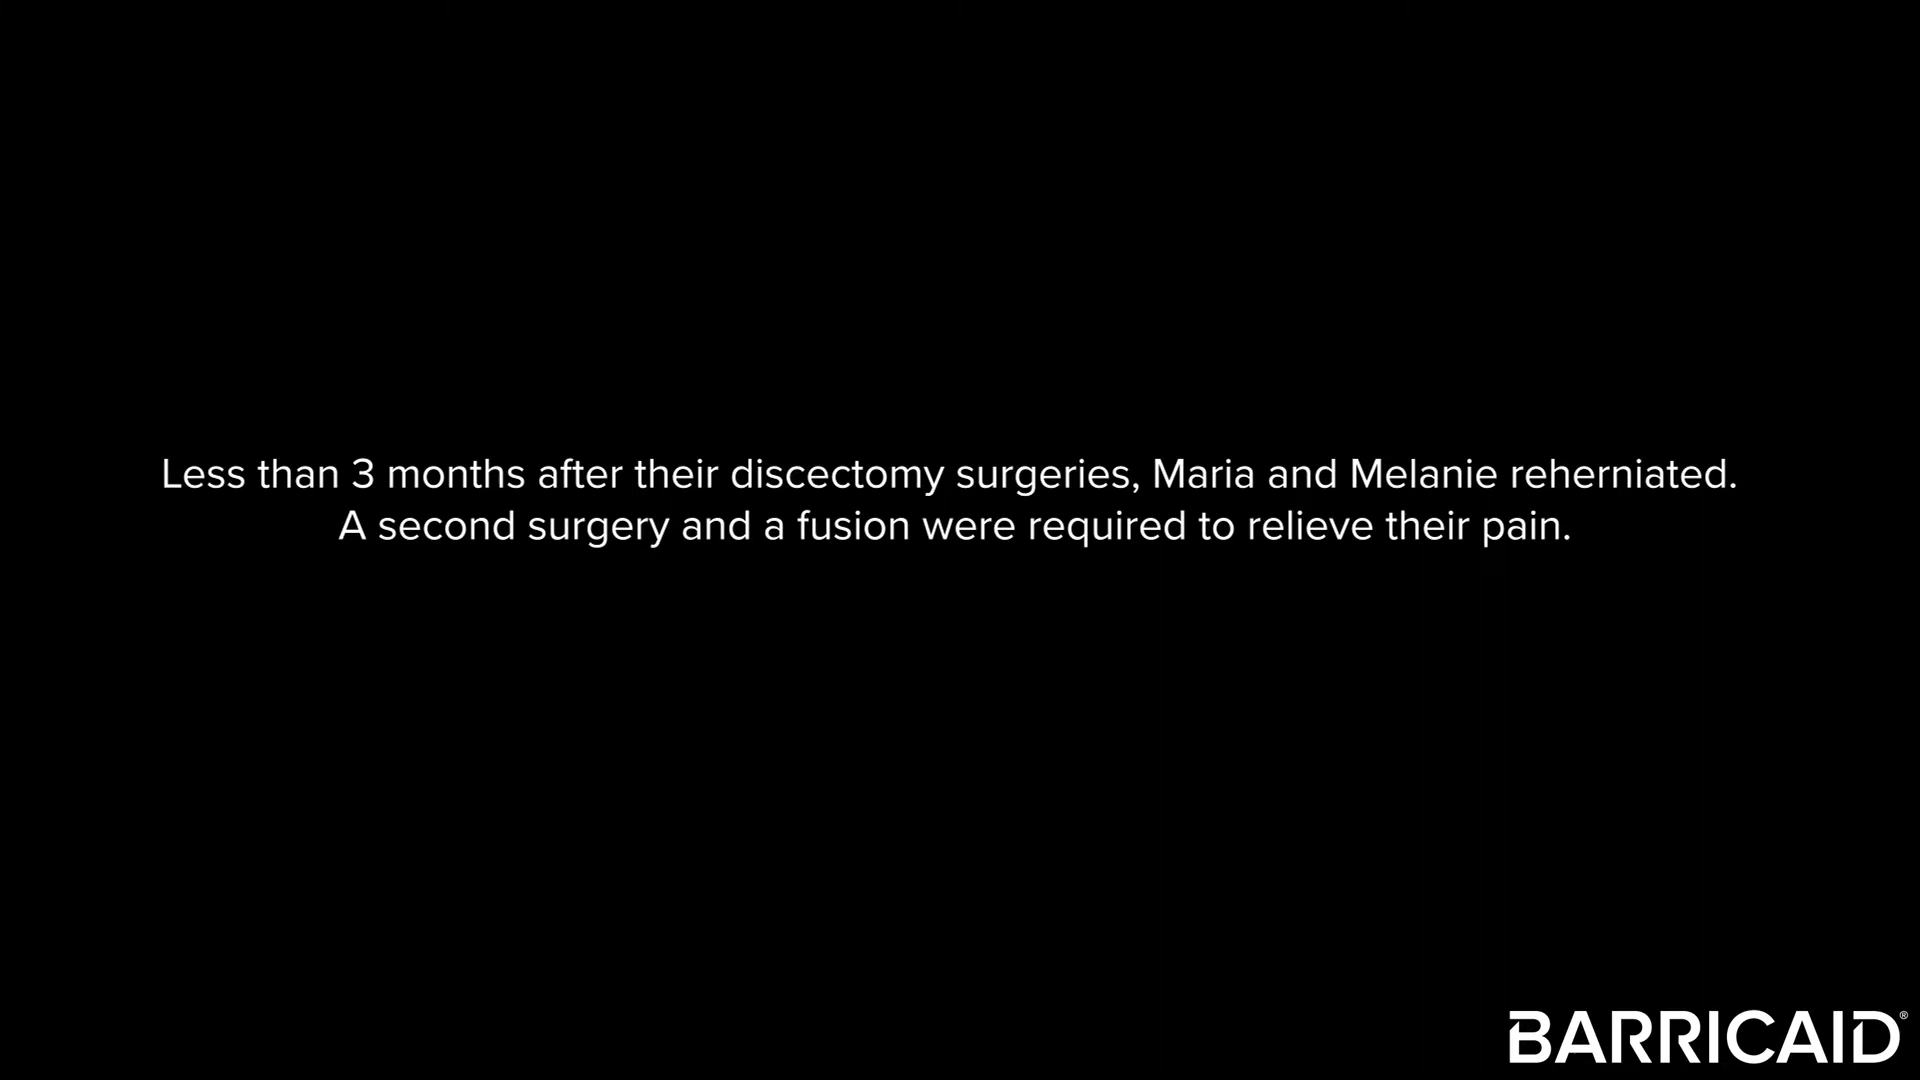 Less than 3 months after their discectomy surgeries, Maria and Melanie reherniated.
A second surgery and a fusion were required to relieve their pain.
BARRICAID®